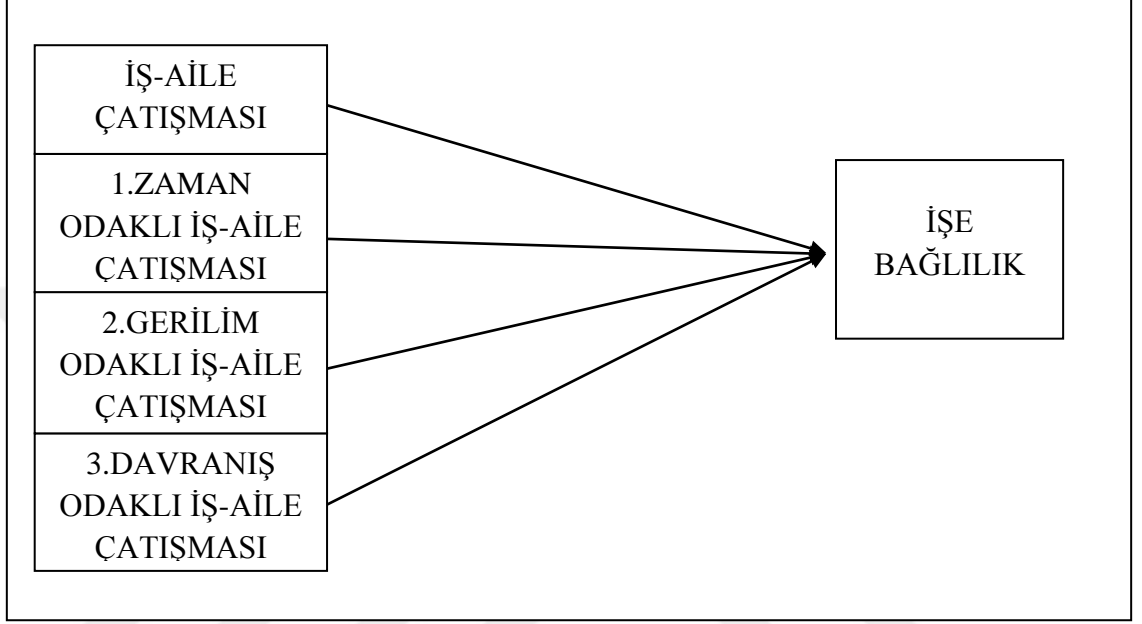 İŞ-AİLE
ÇATIŞMASI
1.ZAMAN
ODAKLI İŞ-AİLE
ÇATIŞMASI
2.GERİLİM
ODAKLI İŞ-AİLE
ÇATIŞMASI
3.DAVRANIŞ
ODAKLI İŞ-AİLE
ÇATIŞMASI
İŞE
BAĞLILIK